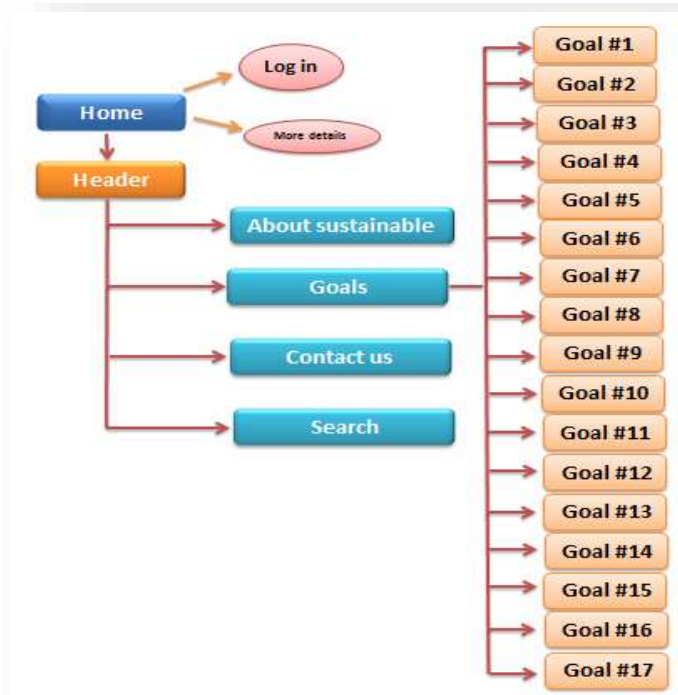 Log in
Home
More details
Header
About sustainable
Goals
Contact us
Search
Goal #1
Goal #2
Goal #3
Goal #4
Goal #5
Goal #6
Goal #7
Goal #8
Goal #9
Goal #10
Goal #11
Goal #12
Goal #13
Goal #14
Goal #15
Goal #16
Goal #17